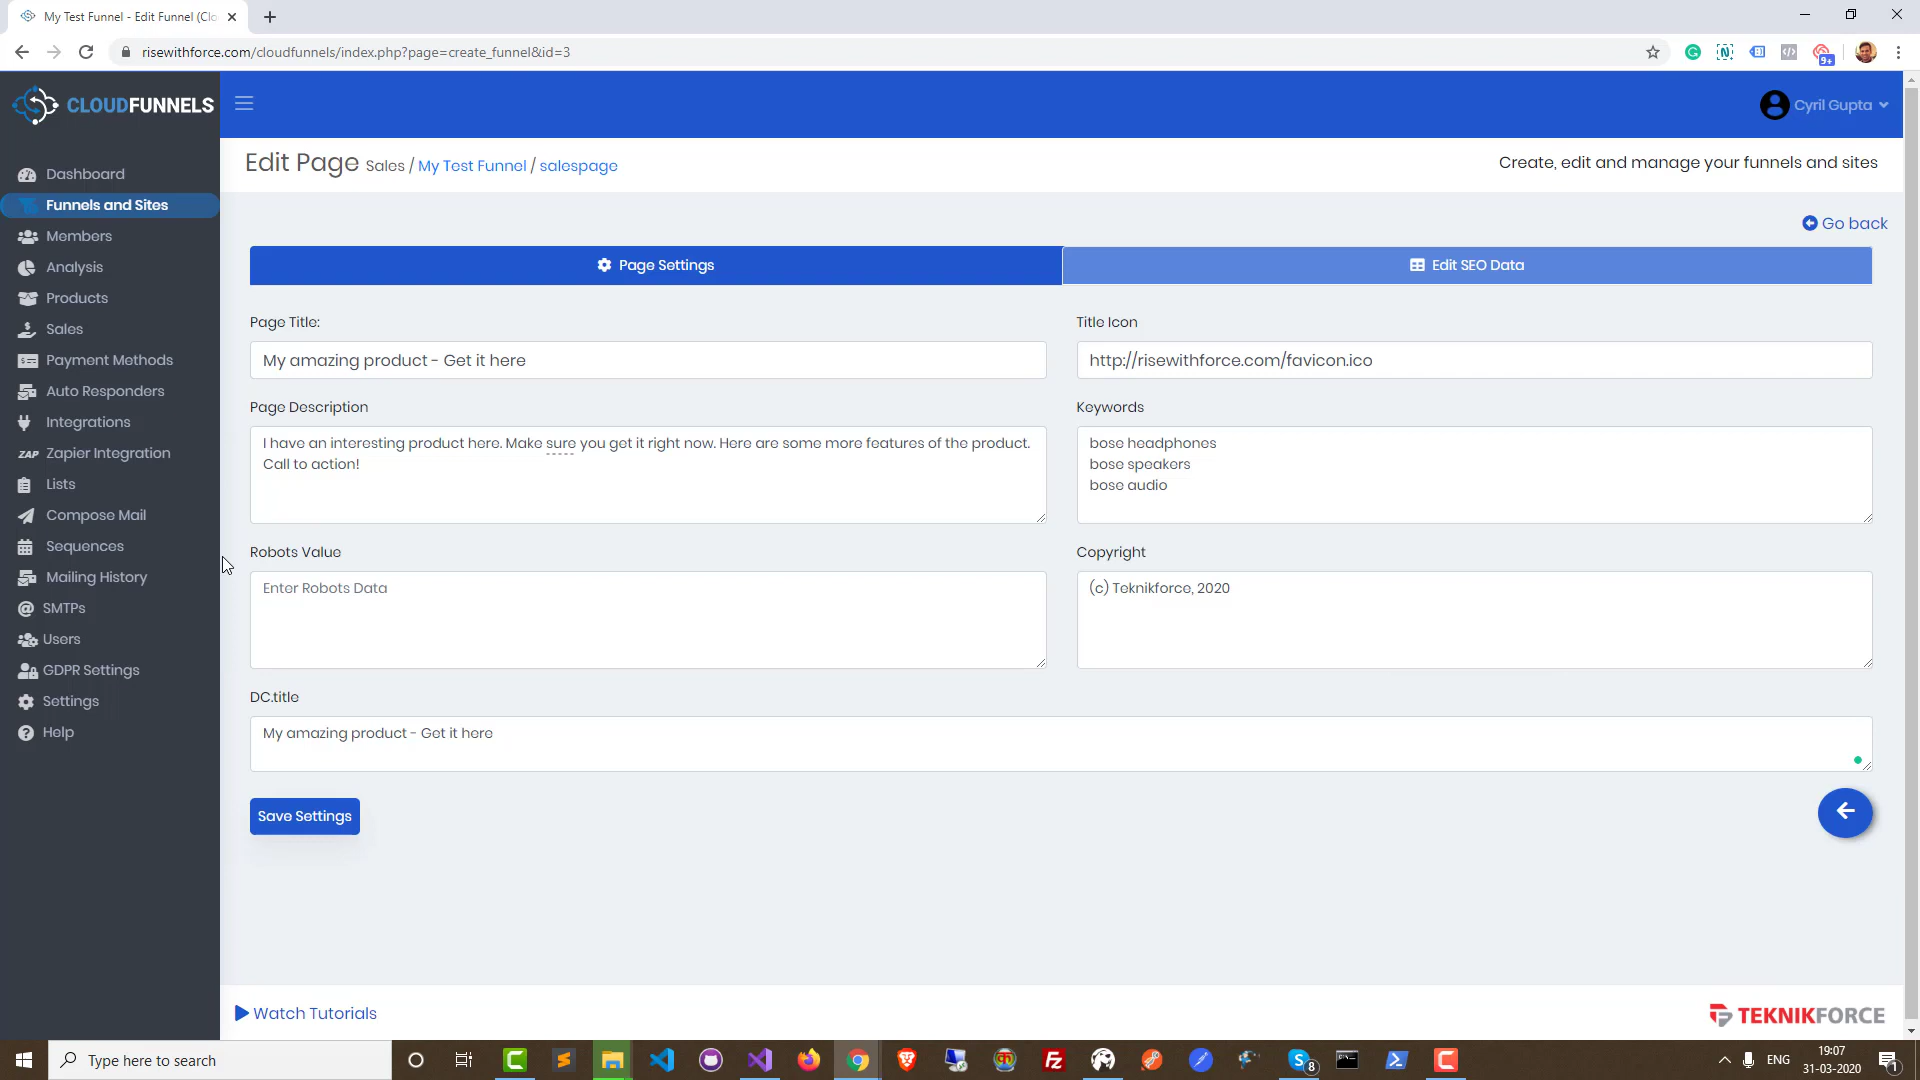 My Test Funnel - Edit Funnel (Clo
risewithforce.com/cloudfunnels/index.php?page=create_funnel&id=3
9+
CLOUDFUNNELS
Cyril Gupta
Edit Page Sales / My Test Funnel / salespage
Create, edit and manage your funnels and sites
Dashboard
Funnels and Sites
Members
Analysis
Products
Sales
Payment Methods
Auto Responders
Integrations
ZAP Zapier Integration
Lists
Compose Mail
Sequences
Mailing History
SMTPs
Users
GDPR Settings
Settings
Help
Go back
Page Settings
Edit SEO Data
Page Title:
My amazing product - Get it here
Title Icon
http://risewithforce.com/favicon.ico
Page Description
I have an interesting product here. Make sure you get it right now. Here are some more features of the product.
Call to action!
Keywords
bose headphones
bose speakers
bose audio
Robots Value
Enter Robots Data
Copyright
(c) Teknikforce, 2020
DC.title
My amazing product - Get it here
Save Settings
Watch Tutorials
TEKNIKFORCE
Type here to search
8
ENG
19:07
31-03-2020
1